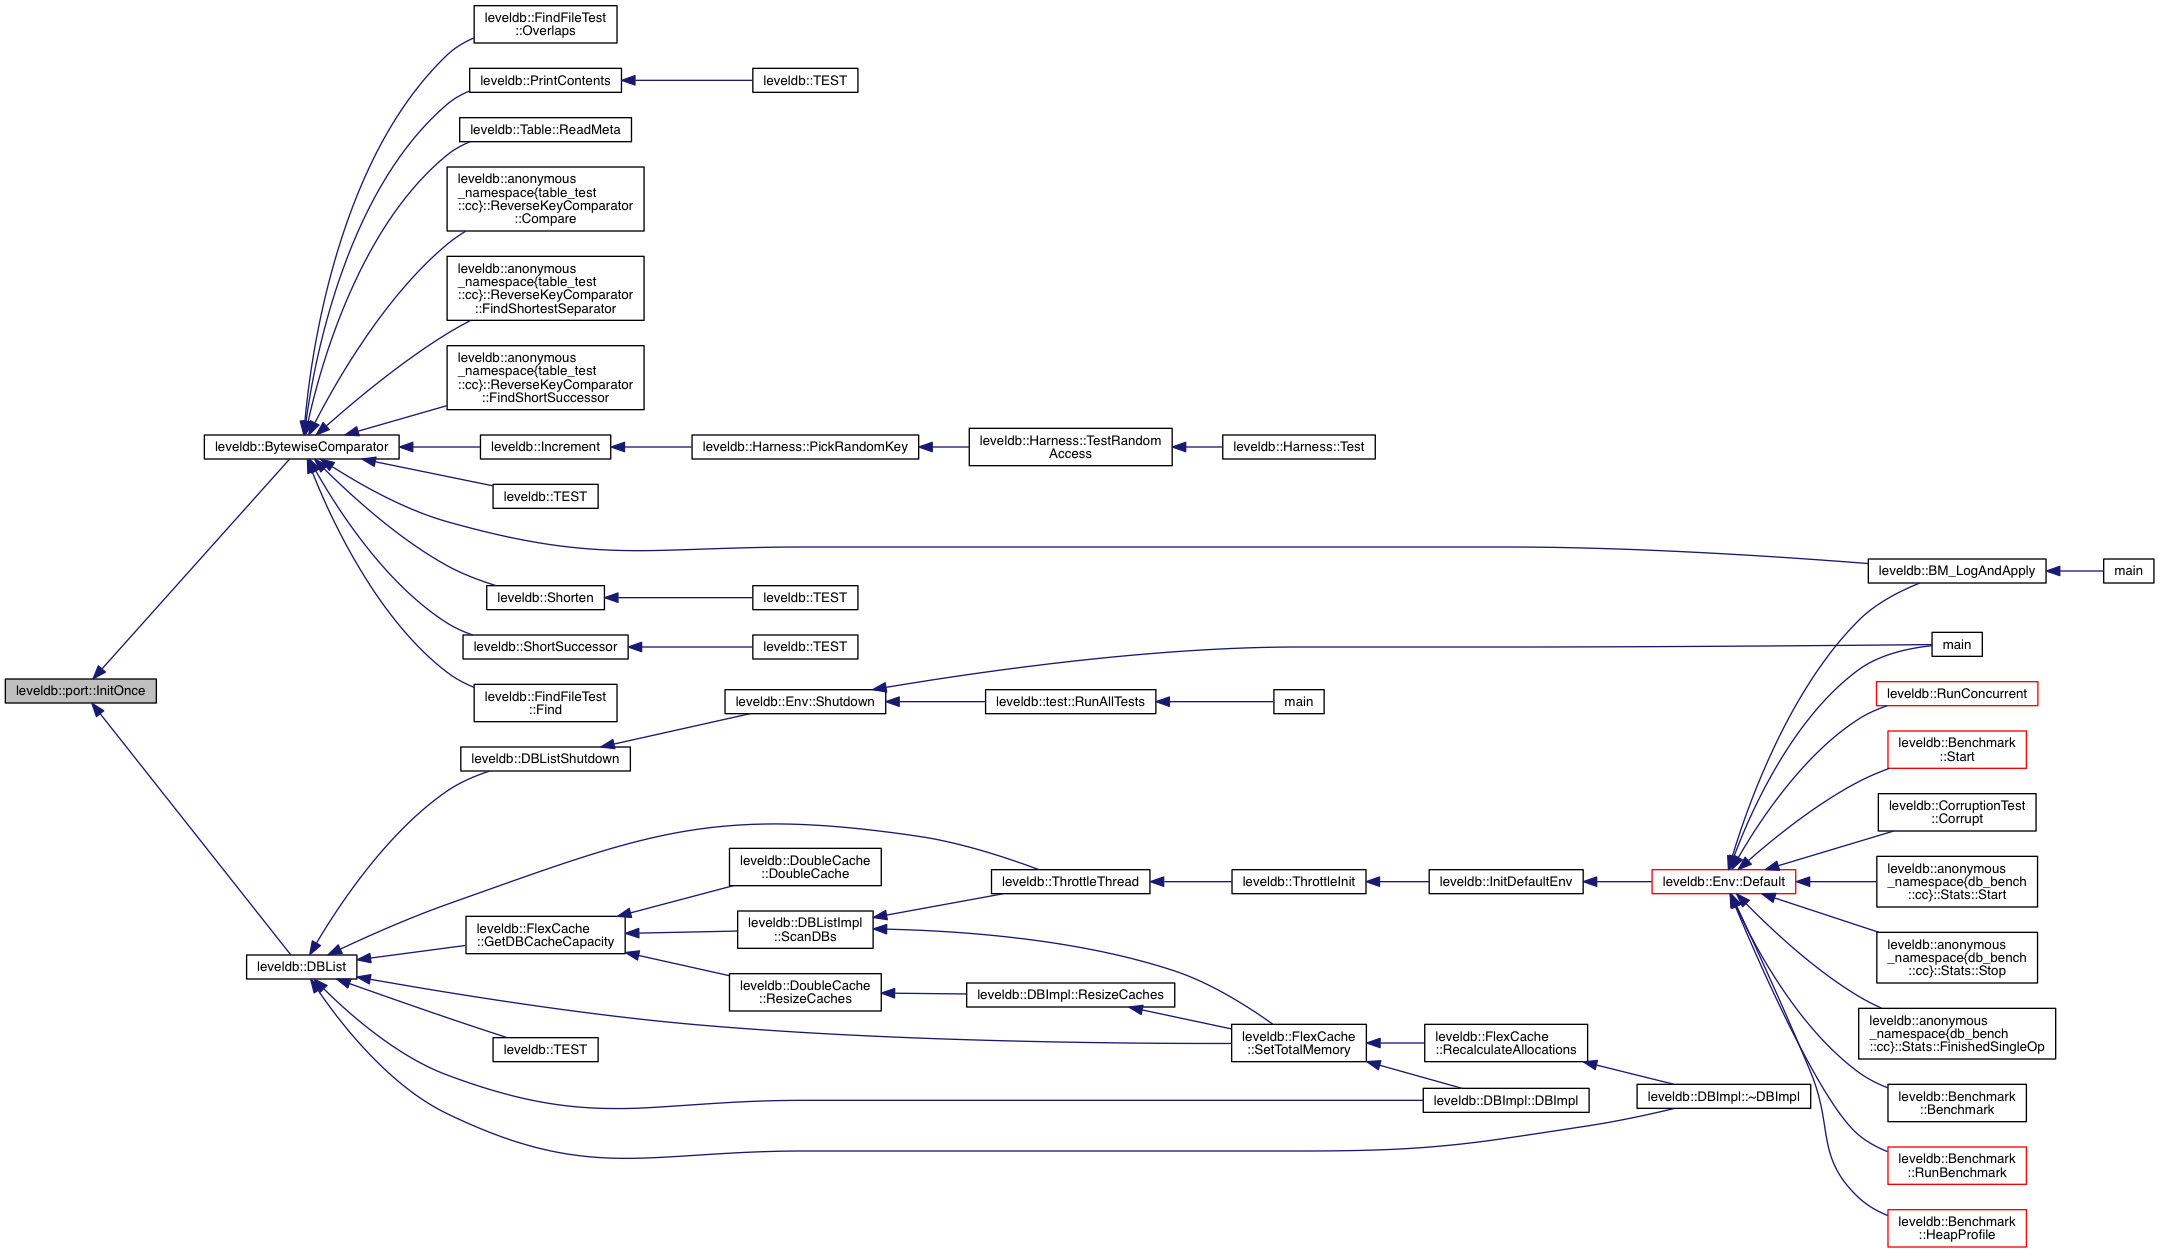 leveldb::FindFileTest
::Overlaps
leveldb::PrintContents
leveldb::TEST
leveldb::Table::ReadMeta
leveldb::anonymous
_namespace{table_test
::cc}::ReverseKeyComparator
::Compare
leveldb::anonymous
_namespace{table_test
::cc}::ReverseKeyComparator
::FindShortestSeparator
leveldb::anonymous
_namespace{table_test
::cc}::ReverseKeyComparator
::FindShortSuccessor
leveldb::BytewiseComparator
leveldb::Increment
leveldb::Harness::PickRandomKey
leveldb::Harness::TestRandom
Access
leveldb::Harness::Test
leveldb::TEST
leveldb::BM_LogAndApply
main
leveldb::Shorten
leveldb::TEST
leveldb::ShortSuccessor
leveldb::TEST
main
leveldb::port::InitOnce
leveldb::FindFileTest
::Find
leveldb::Env::Shutdown
leveldb::test::RunAllTests
main
leveldb::RunConcurrent
leveldb::DBListShutdown
leveldb::Benchmark
::Start
leveldb::CorruptionTest
::Corrupt
leveldb::DoubleCache
::DoubleCache
leveldb::ThrottleThread
leveldb::ThrottleInit
leveldb::InitDefaultEnv
leveldb::Env::Default
leveldb::anonymous
_namespace{db_bench
::cc}::Stats::Start
leveldb::FlexCache
::GetDBCacheCapacity
leveldb::DBListImpl
::ScanDBs
leveldb::anonymous
_namespace{db_bench
::cc}::Stats::Stop
leveldb::DBList
leveldb::DoubleCache
::ResizeCaches
leveldb::DBImpl::ResizeCaches
leveldb::anonymous
_namespace{db_bench
::cc}::Stats::FinishedSingleOp
leveldb::TEST
leveldb::FlexCache
::SetTotalMemory
leveldb::FlexCache
::RecalculateAllocations
leveldb::DBImpl::DBImpl
leveldb::DBImpl::~DBImpl
leveldb::Benchmark
::Benchmark
leveldb::Benchmark
::RunBenchmark
leveldb::Benchmark
::HeapProfile